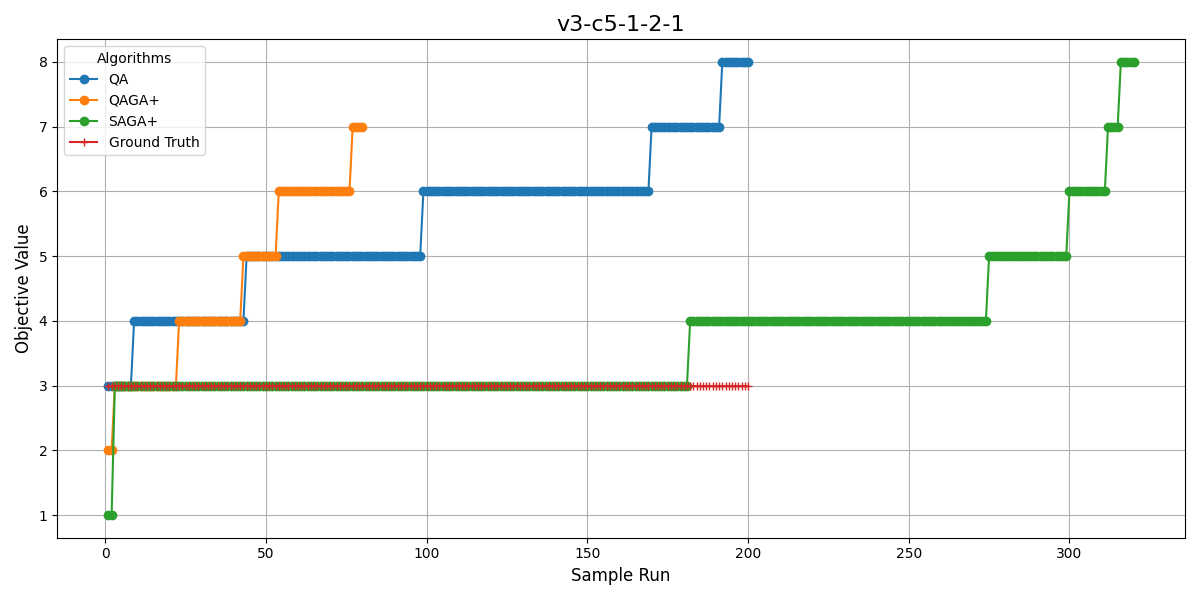 v3-c5-1-2-1
Algorithms
QA
QAGA+
SAGA+
Ground Truth
8
7
6
5
4
3
2
1
Objective Value
0 50 100 150 200 250 300
Sample Run